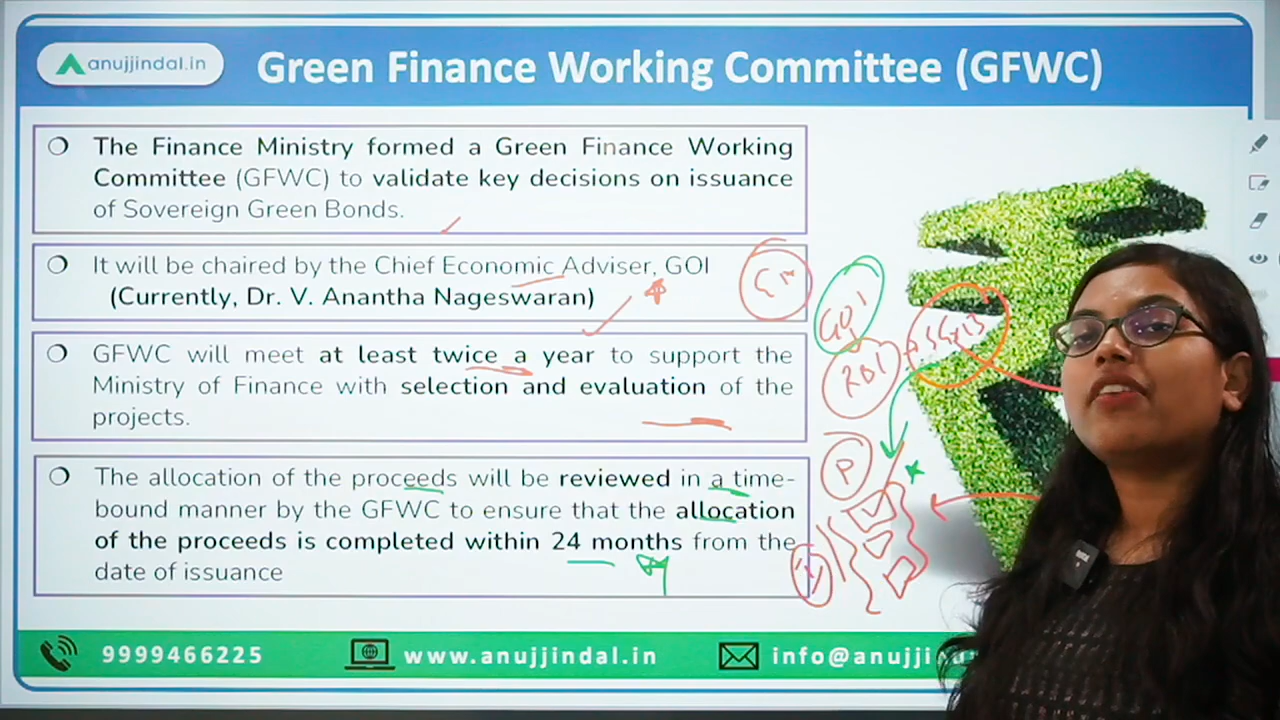 anujjindal.in
Green Finance Working Committee (GFWC)
The Finance Ministry formed a Green Finance Working
Committee (GFWC) to validate key decisions on issuance
of Sovereign Green Bonds.
It will be chaired by the Chief Economic Adviser, GOI
(Currently, Dr. V. Anantha Nageswaran)
GFWC will meet at least twice a year to support the
Ministry of Finance with selection and evaluation of the
projects.
The allocation of the proceeds will be reviewed in a time-
bound manner by the GFWC to ensure that the allocation
of the proceeds is completed within 24 months from the
date of issuance
GOI
RBI
P
9999466225
www.anujjindal.in
info@anujji